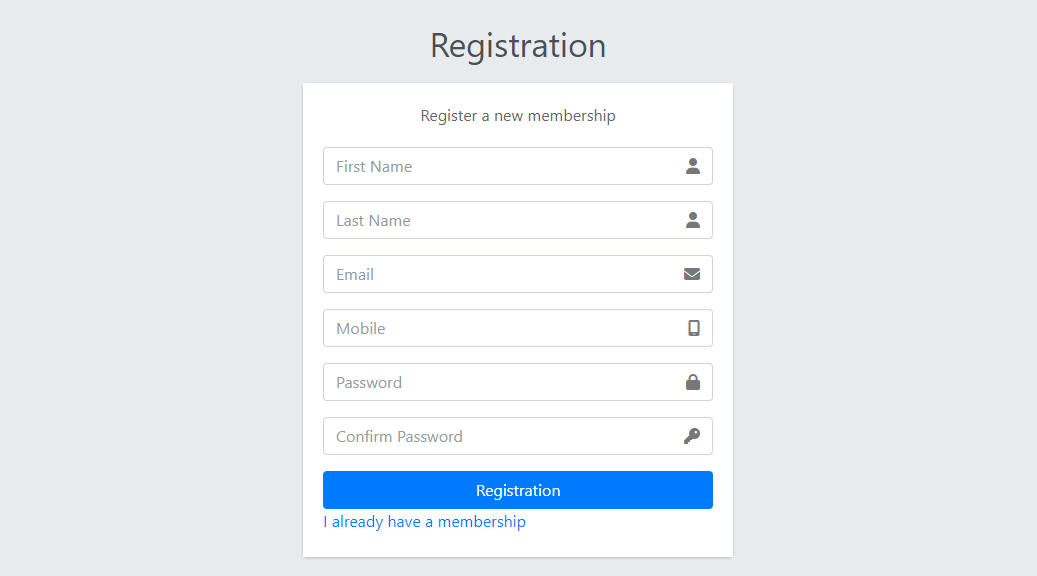 Registration
Register a new membership
First Name
Last Name
Email
Mobile
Password
Confirm Password
Registration
I already have a membership